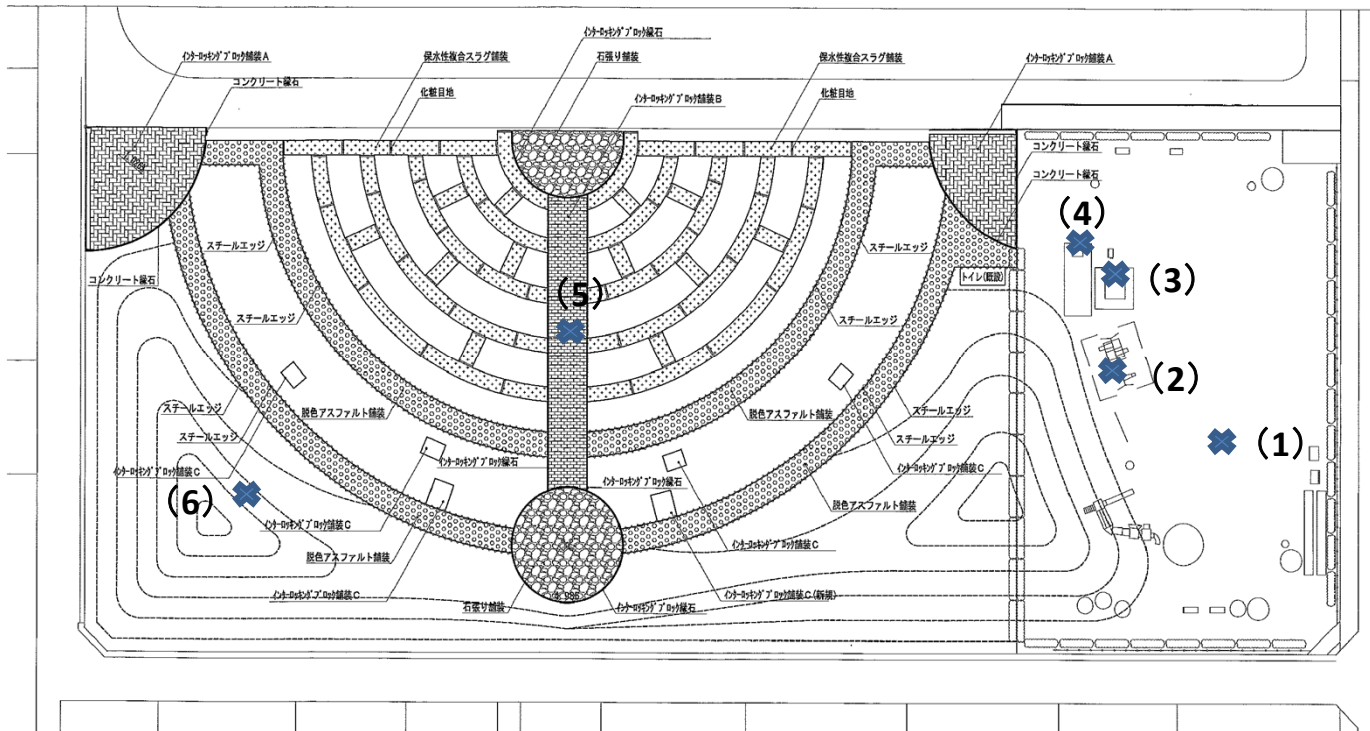 インターロッキングブロック縁石
インターロッキングブロック舗装A
保水性複合スラグ舗装
石張り舗装
保水性複合スラグ舗装
インターロッキングブロック舗装A
コンクリート縁石
化粧目地
インターロッキングブロック舗装B
化粧目地
コンクリート縁石
コンクリート縁石
(4)
スチールエッジ
スチールエッジ
コンクリート縁石
トイレ(既設)
(3)
(5)
スチールエッジ
スチールエッジ
(2)
スチールエッジ
脱色アスファルト舗装
脱色アスファルト舗装
スチールエッジ
スチールエッジ
スチールエッジ
(1)
インターロッキングブロック舗装C
インターロッキングブロック縁石
インターロッキングブロック舗装C
(6)
インターロッキングブロック縁石
脱色アスファルト舗装
インターロッキングブロック舗装C
インターロッキングブロック舗装C
脱色アスファルト舗装
インターロッキングブロック舗装C
インターロッキングブロック舗装C(新規)
石張り舗装
インターロッキングブロック縁石